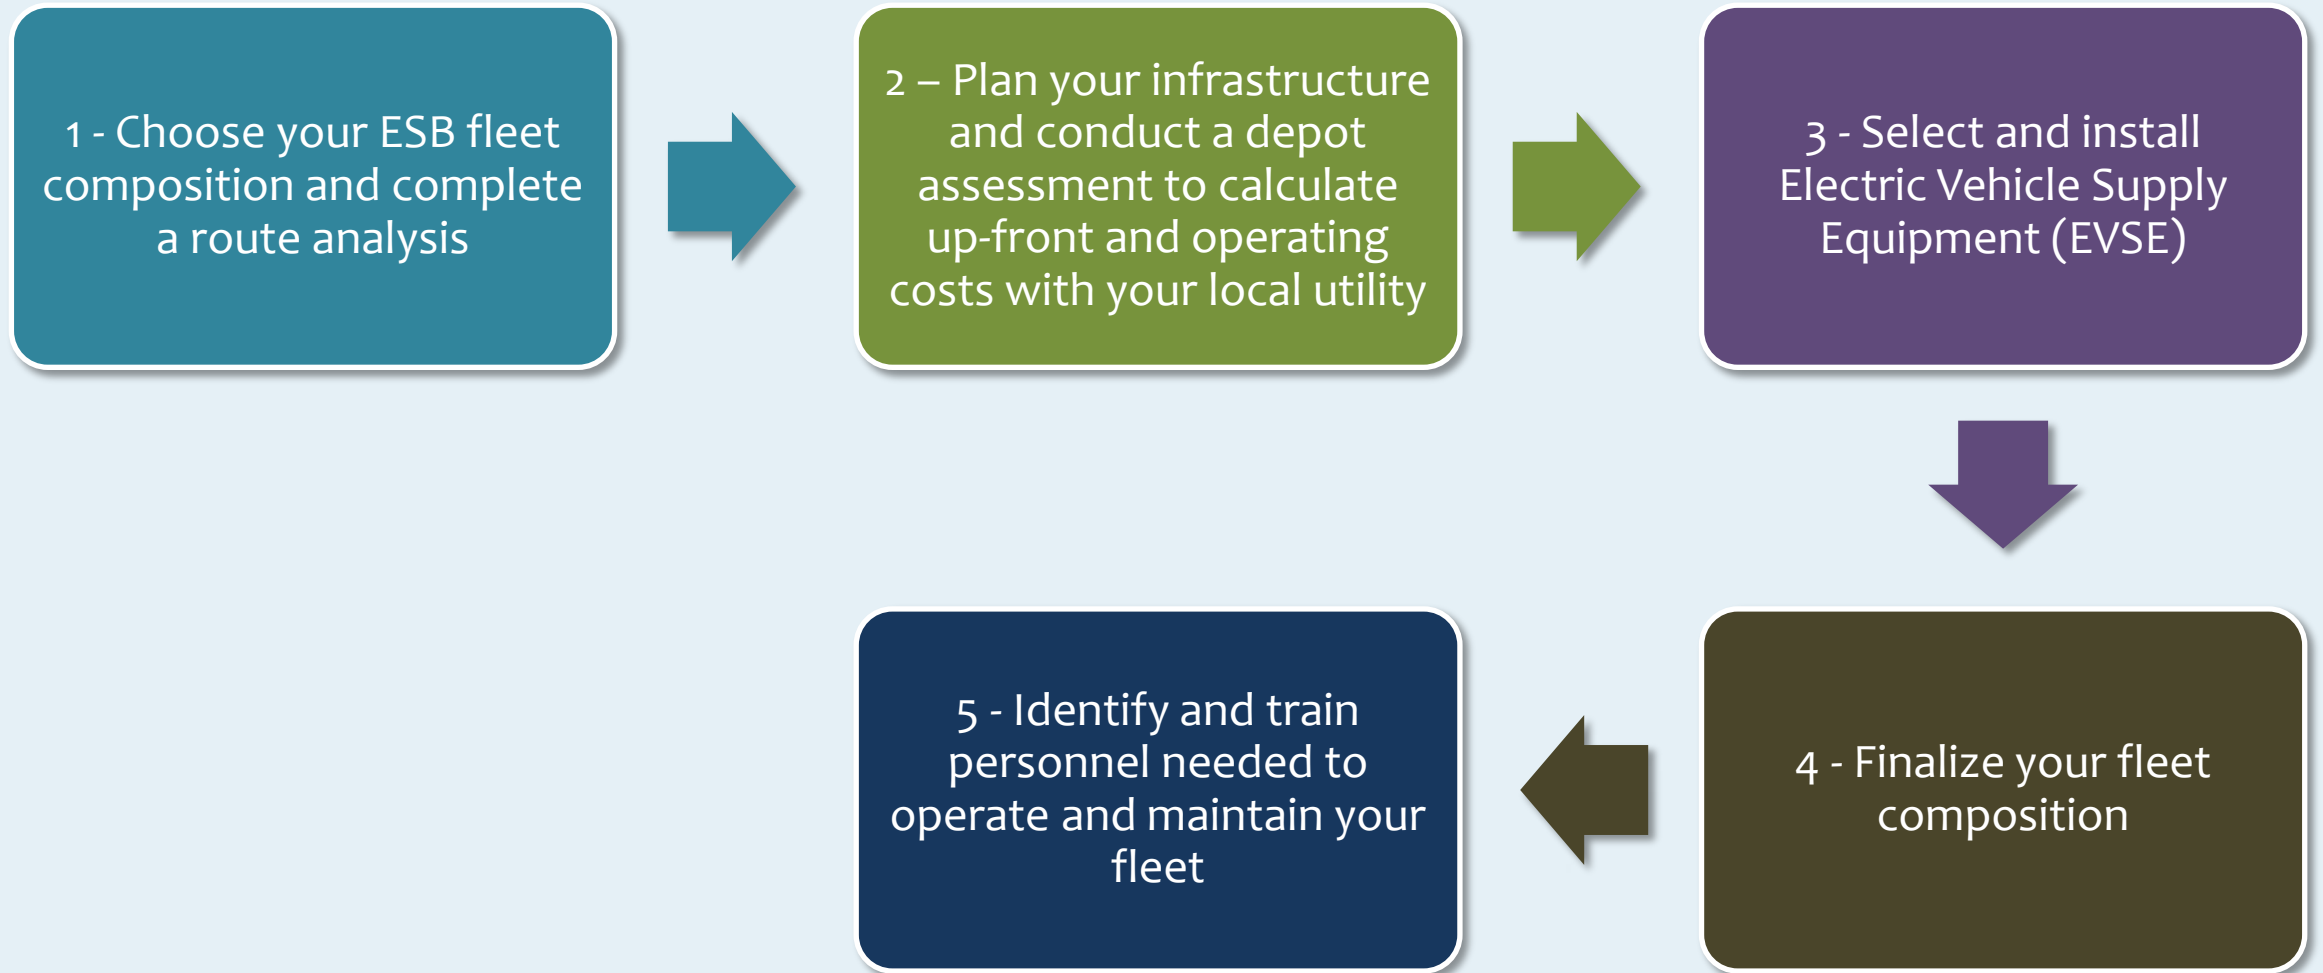 1 - Choose your ESB fleet
composition and complete
a route analysis
2 – Plan your infrastructure
and conduct a depot
assessment to calculate
up-front and operating
costs with your local utility
3 - Select and install
Electric Vehicle Supply
Equipment (EVSE)
4 - Finalize your fleet
composition
5 - Identify and train
personnel needed to
operate and maintain your
fleet